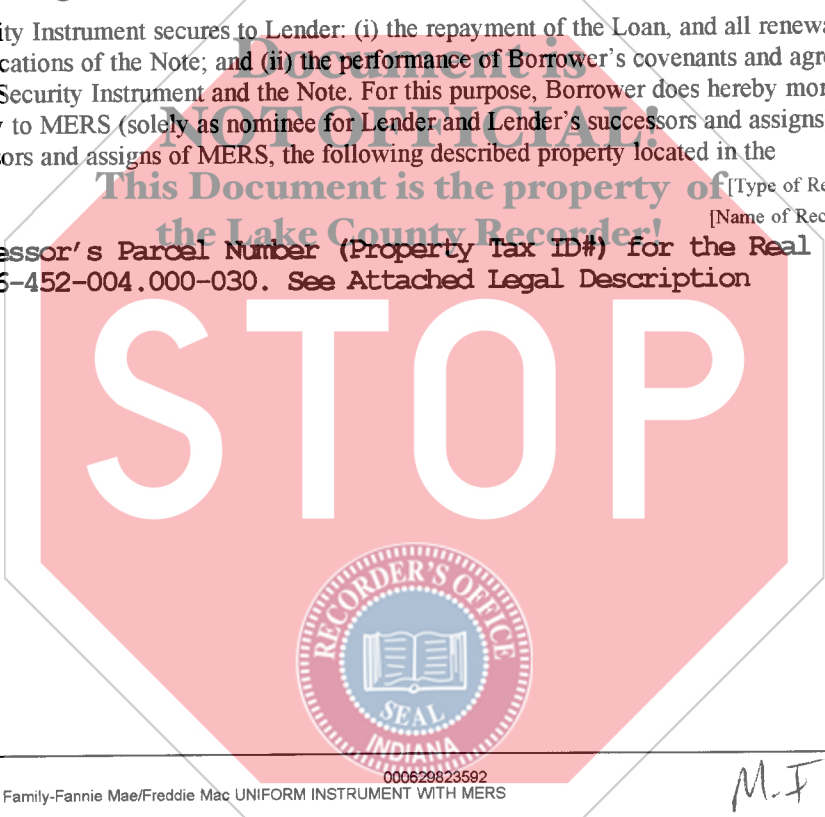 ity Instrument secures to Lender: (i) the repayment of the Loan, and all renewa
cations of the Note; and (ii) the performance of Borrower's covenants and agre
Document is
Security Instrument and the Note. For this purpose, Borrower does hereby mor
to MERS (solely as nominee for Lender and Lender's successors and assigns
NOT OFFICIAL!
ors and assigns of MERS, the following described property located in the
This Document is the property of
[Type of Re
[Name of Rec
the Lake County Recorder!
essor's Parcel Number (Property Tax ID#) for the Real
6-452-004.000-030. See Attached Legal Description
STOP
RECORDER'S OFFICE
SEAL
INDIANA
000629823592
Family-Fannie Mae/Freddie Mac UNIFORM INSTRUMENT WITH MERS
M.F